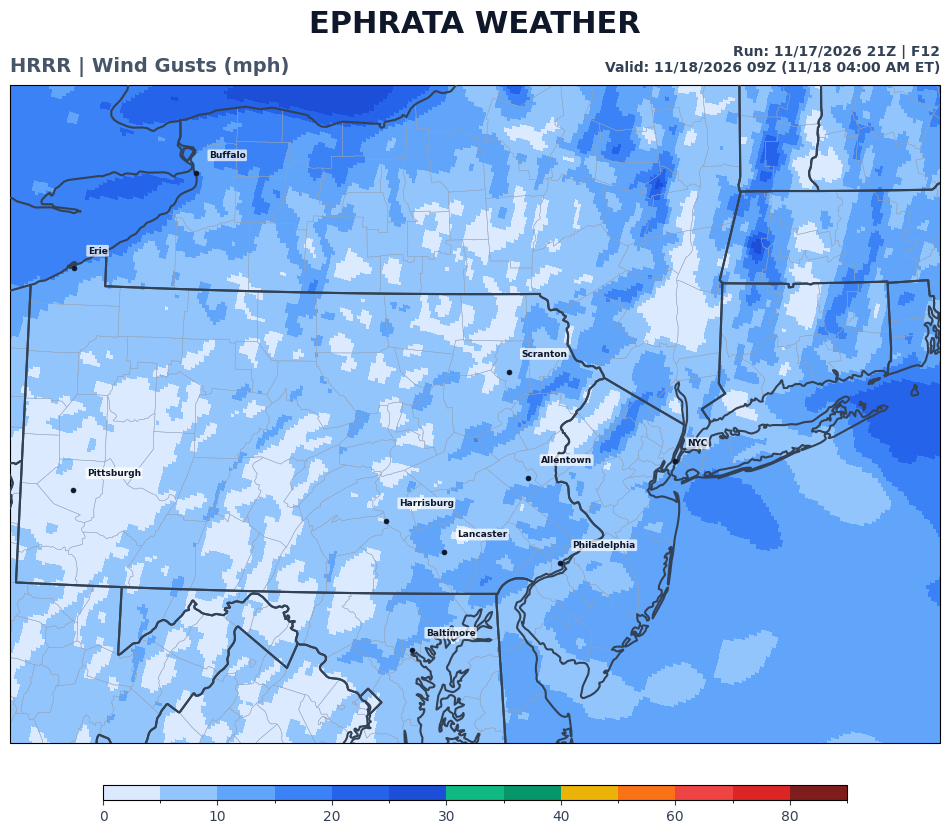 EPHRATA WEATHER
Run: 11/17/2026 21Z | F12
HRRR | Wind Gusts (mph)
Valid: 11/18/2026 09Z (11/18 04:00 AM ET)
Buffalo
Erie
Scranton
NYC
Allentown
Pittsburgh
Harrisburg
Lancaster
Philadelphia
Baltimore
0 10 20 30 40 60 80